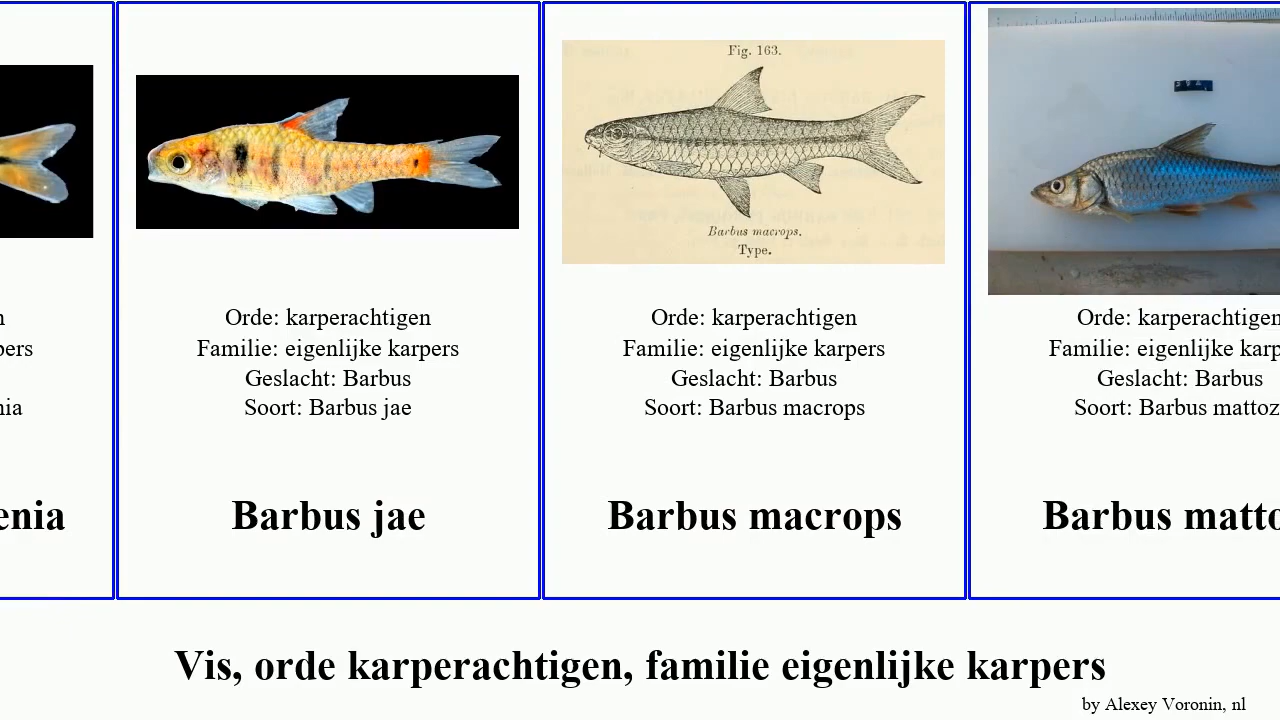 Fig. 163.
Barbus macrops.
Type.
n
pers
nia
enia
Orde: karperachtigen
Familie: eigenlijke karpers
Geslacht: Barbus
Soort: Barbus jae
Barbus jae
Orde: karperachtigen
Familie: eigenlijke karpers
Geslacht: Barbus
Soort: Barbus macrops
Barbus macrops
Orde: karperachtigen
Familie: eigenlijke karp
Geslacht: Barbus
Soort: Barbus mattoz
Barbus matto
Vis, orde karperachtigen, familie eigenlijke karpers
by Alexey Voronin, nl